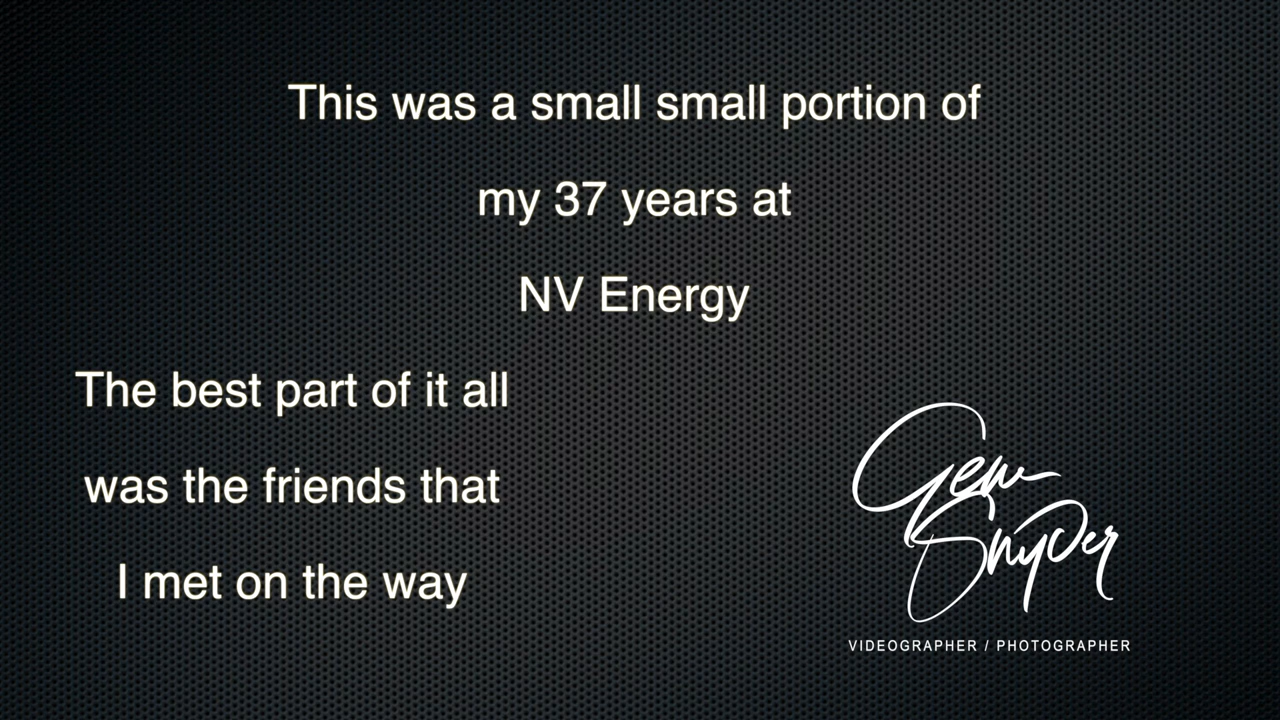 This was a small small portion of
my 37 years at
NV Energy
The best part of it all
was the friends that
I met on the way
Snyder
VIDEOGRAPHER / PHOTOGRAPHER